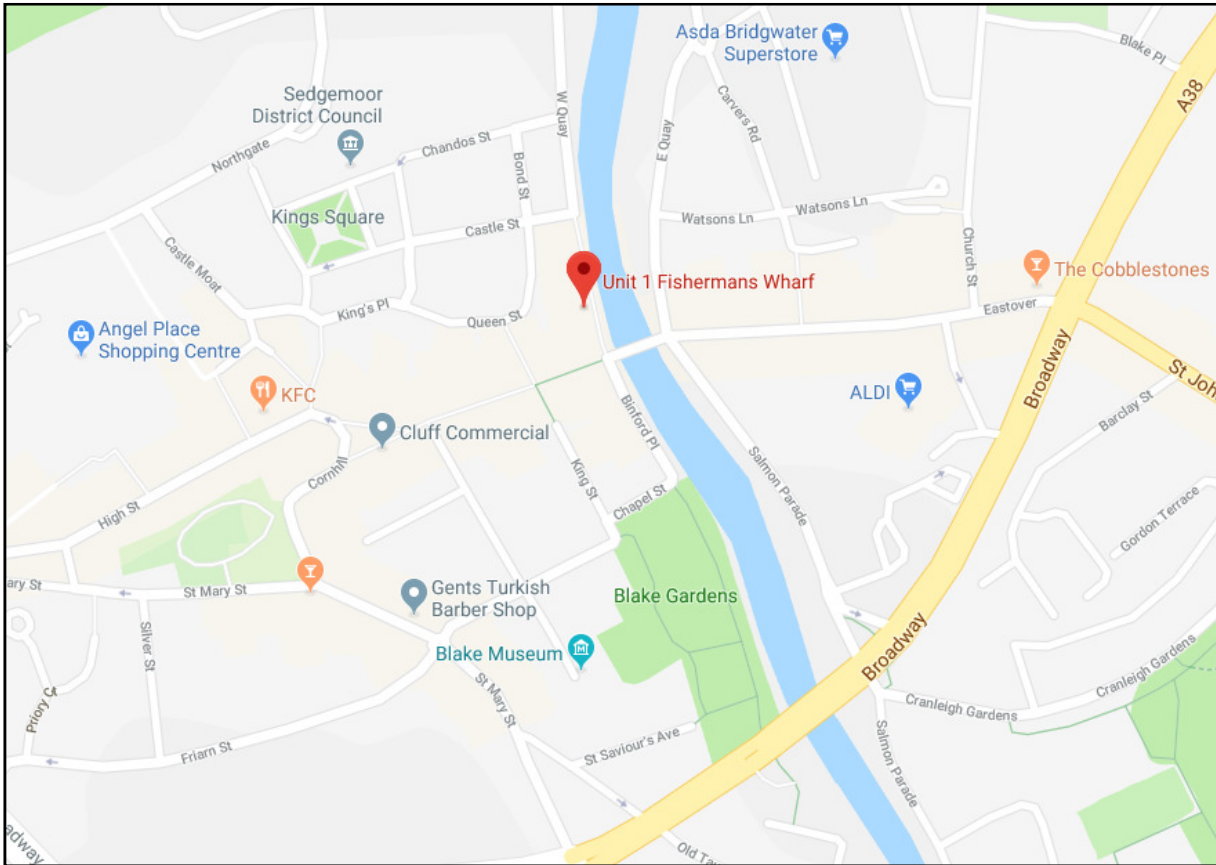 Asda Bridgwater
Superstore
Blake Pl
A38
Sedgemoor
District Council
W Quay
Carvers Rd
E Quay
Northgate
Chandos St
Bond St
Kings Square
Castle St
Watsons Ln
Watsons Ln
Church St
The Cobblestones
Castle Moat
Unit 1 Fishermans Wharf
King's Pl
Queen St
Eastover
Angel Place
Shopping Centre
Broadway
St Joh
KFC
ALDI
Binford Pl
Barclay St
Cluff Commercial
Cornhill
King St
Salmon Parade
High St
Chapel St
Gordon Terrace
ary St
St Mary St
Gents Turkish
Barber Shop
Blake Gardens
Silver St
Blake Museum
Broadway
Priory Ct
St Mary St
Cranleigh Gardens
Cranleigh Gardens
Friarn St
St Saviour's Ave
Salmon Parade
adway
Old Ta